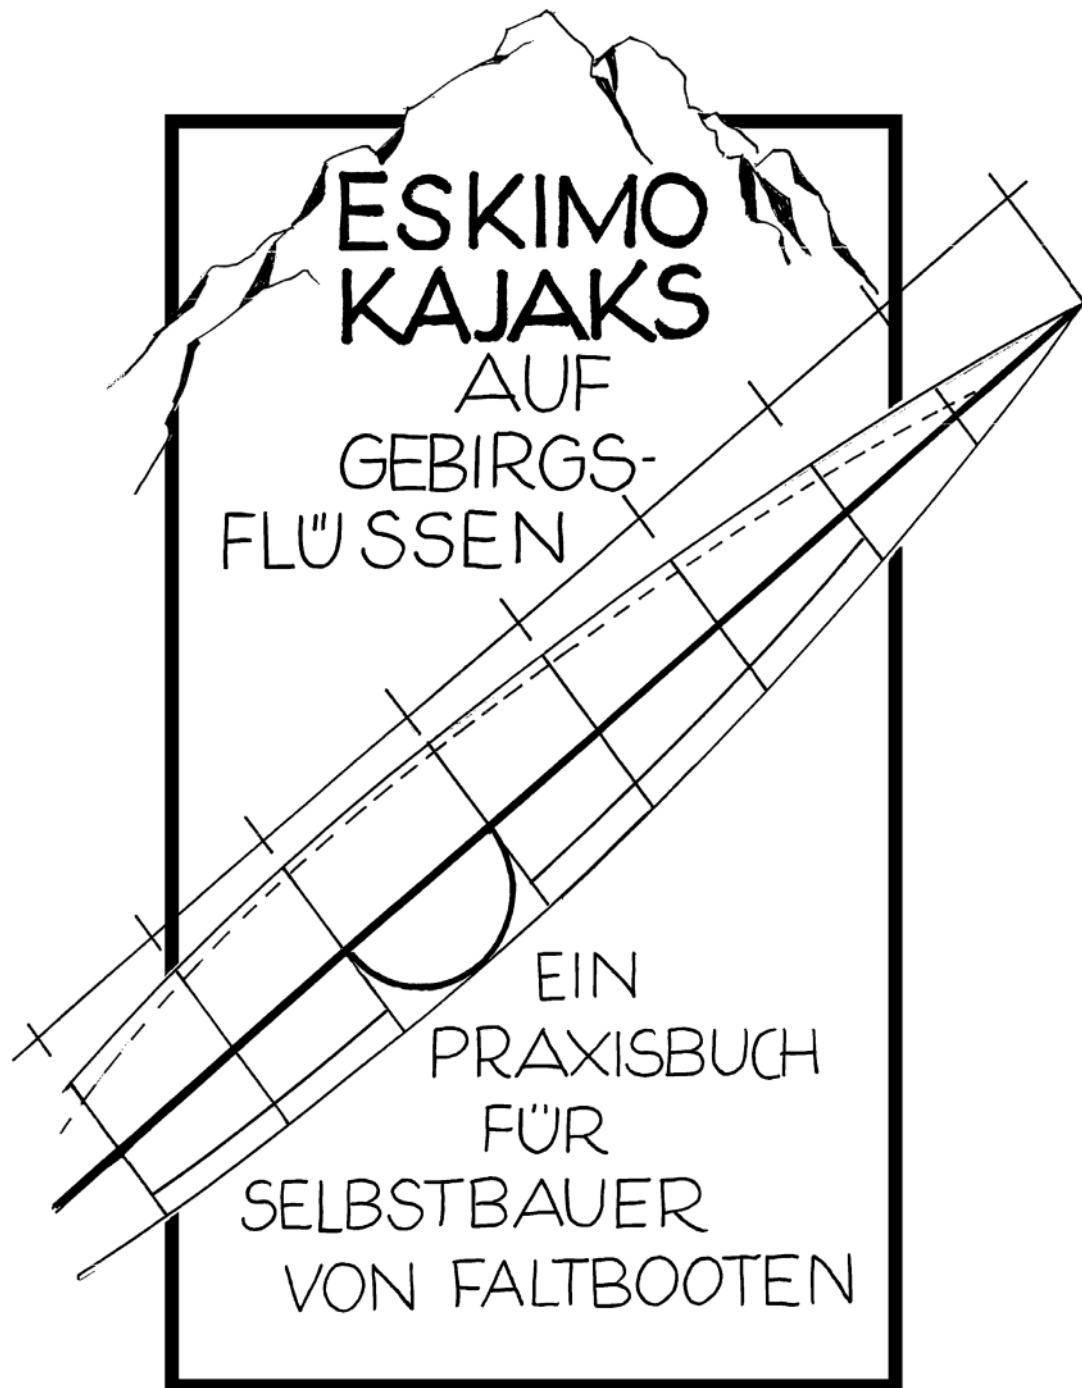 ESKIMO
KAJAKS
AUF
GEBIRGS-
FLÜSSEN
EIN
PRAXISBUCH
FÜR
SELBSTBAUER
VON FALTBOOTEN